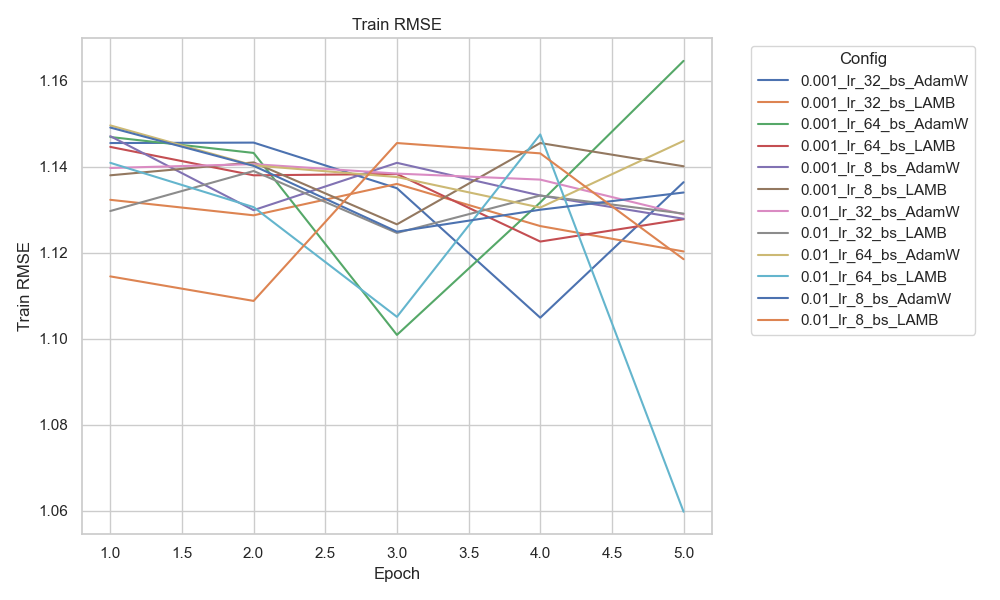 Train RMSE
Config
0.001_lr_32_bs_AdamW
0.001_lr_32_bs_LAMB
0.001_lr_64_bs_AdamW
0.001_lr_64_bs_LAMB
0.001_lr_8_bs_AdamW
0.001_lr_8_bs_LAMB
0.01_lr_32_bs_AdamW
0.01_lr_32_bs_LAMB
0.01_lr_64_bs_AdamW
0.01_lr_64_bs_LAMB
0.01_lr_8_bs_AdamW
0.01_lr_8_bs_LAMB
Train RMSE
1.16
1.14
1.12
1.10
1.08
1.06
1.0 1.5 2.0 2.5 3.0 3.5 4.0 4.5 5.0
Epoch